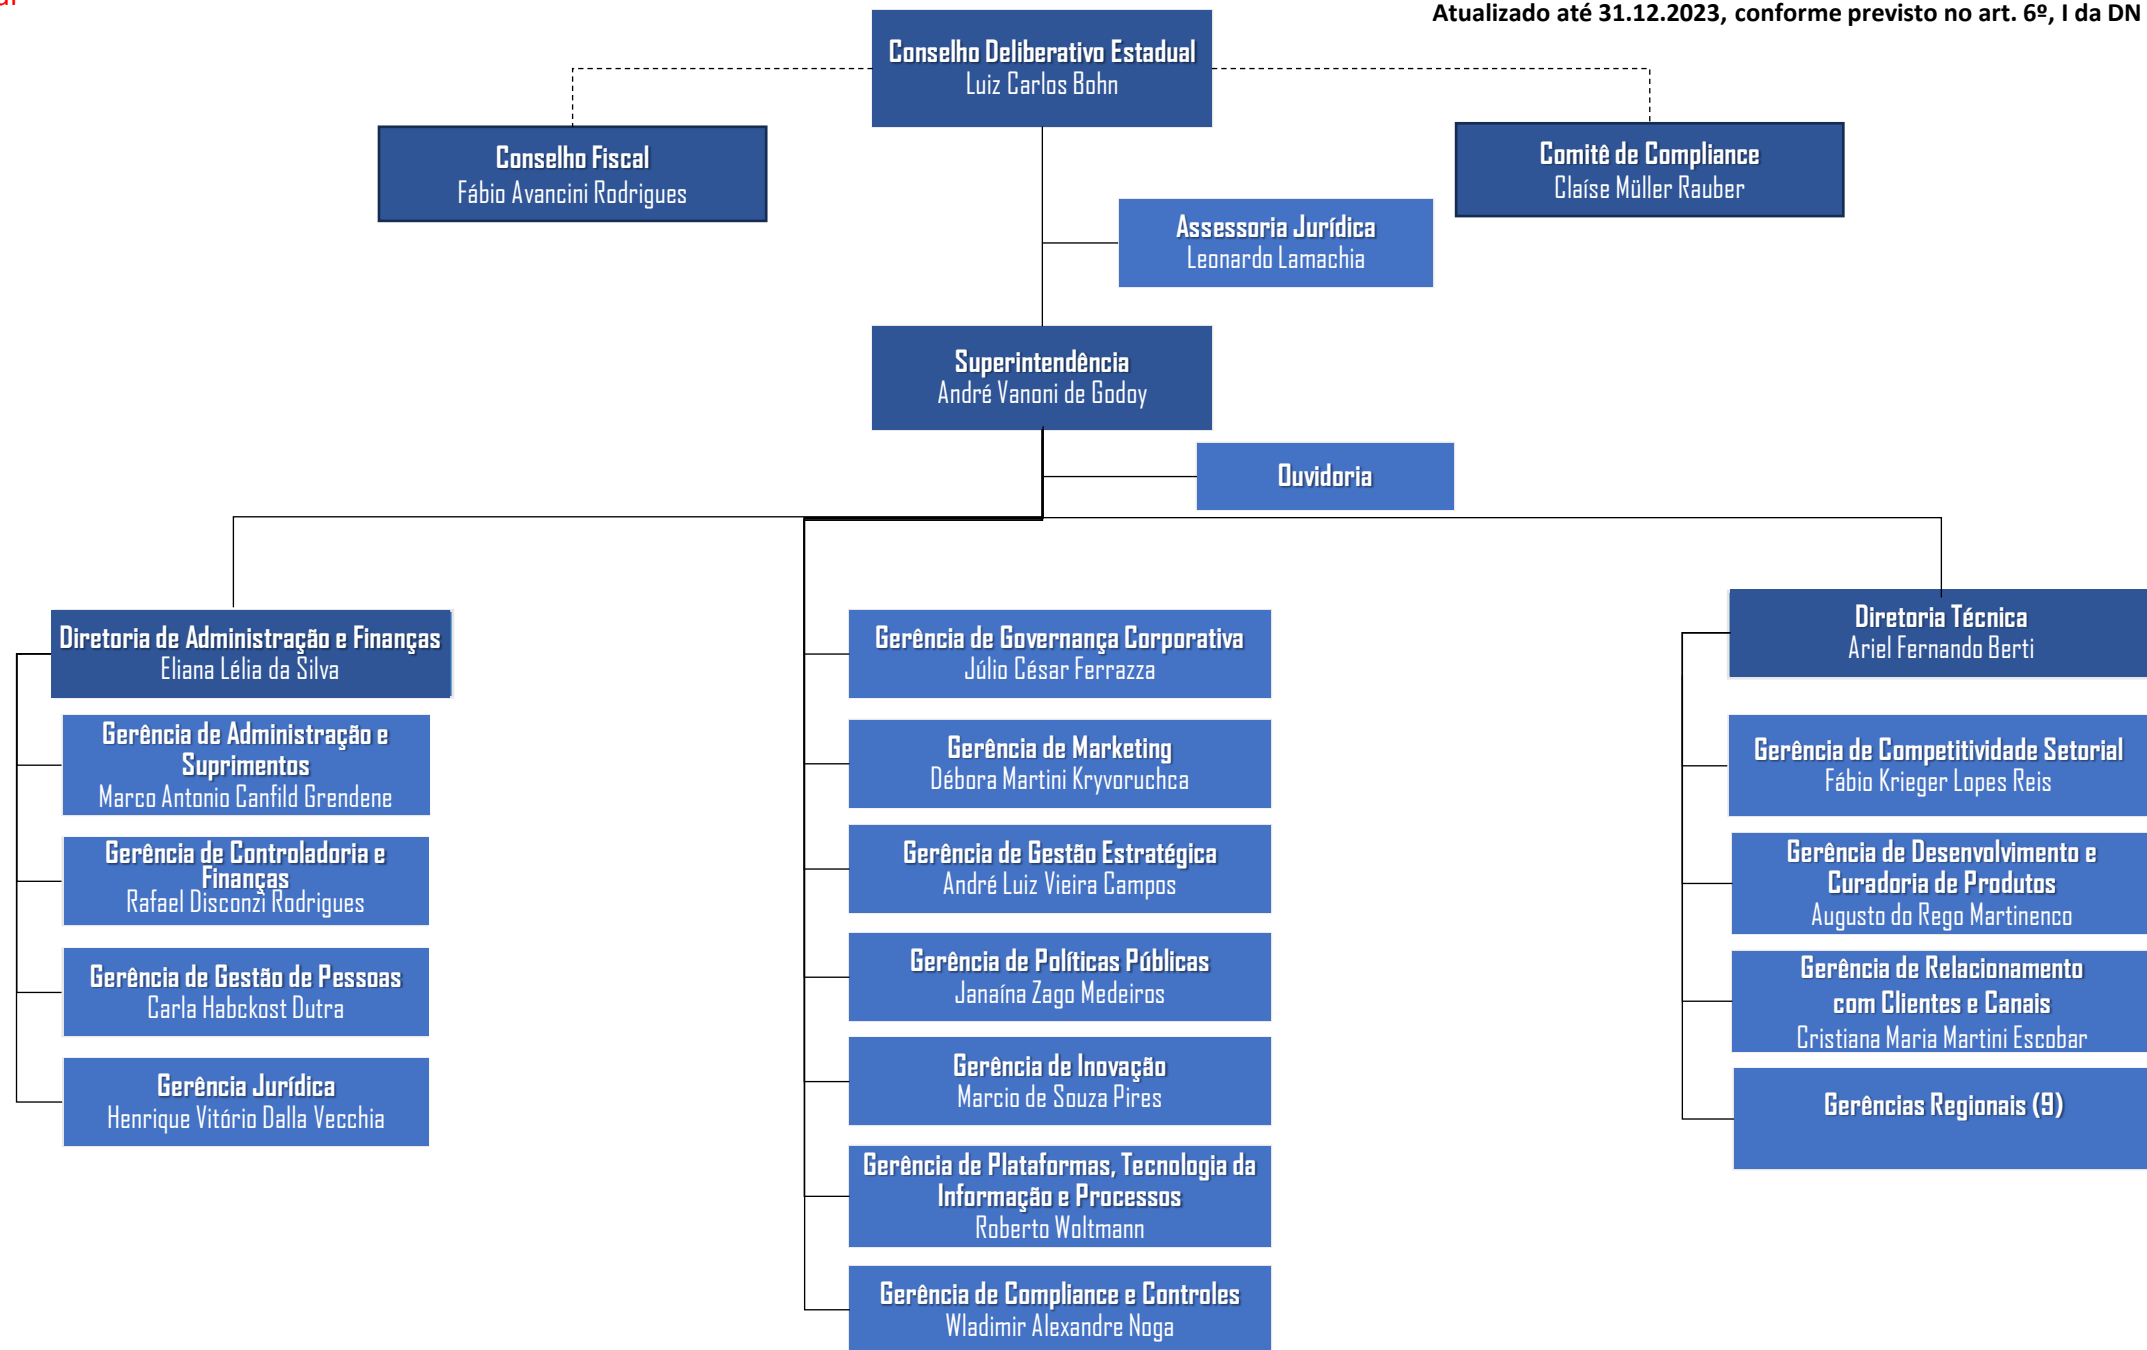 Atualizado até 31.12.2023, conforme previsto no art. 6º, I da DN
Conselho Deliberativo Estadual
Luiz Carlos Bohn
Conselho Fiscal
Fábio Avancini Rodrigues
Comitê de Compliance
Claíse Müller Rauber
Assessoria Jurídica
Leonardo Lamachia
Superintendência
André Vanoni de Godoy
Ouvidoria
Diretoria de Administração e Finanças
Eliana Lélia da Silva
Gerência de Administração e
Suprimentos
Marco Antonio Canfild Grendene
Gerência de Controladoria e
Finanças
Rafael Disconzi Rodrigues
Gerência de Gestão de Pessoas
Carla Habckost Dutra
Gerência Jurídica
Henrique Vitório Dalla Vecchia
Gerência de Governança Corporativa
Júlio César Ferrazza
Gerência de Marketing
Débora Martini Kryvoruchca
Gerência de Gestão Estratégica
André Luiz Vieira Campos
Gerência de Políticas Públicas
Janaína Zago Medeiros
Gerência de Inovação
Marcio de Souza Pires
Gerência de Plataformas, Tecnologia da
Informação e Processos
Roberto Woltmann
Gerência de Compliance e Controles
Wladimir Alexandre Noga
Diretoria Técnica
Ariel Fernando Berti
Gerência de Competitividade Setorial
Fábio Krieger Lopes Reis
Gerência de Desenvolvimento e
Curadoria de Produtos
Augusto do Rego Martinenco
Gerência de Relacionamento
com Clientes e Canais
Cristiana Maria Martini Escobar
Gerências Regionais (9)